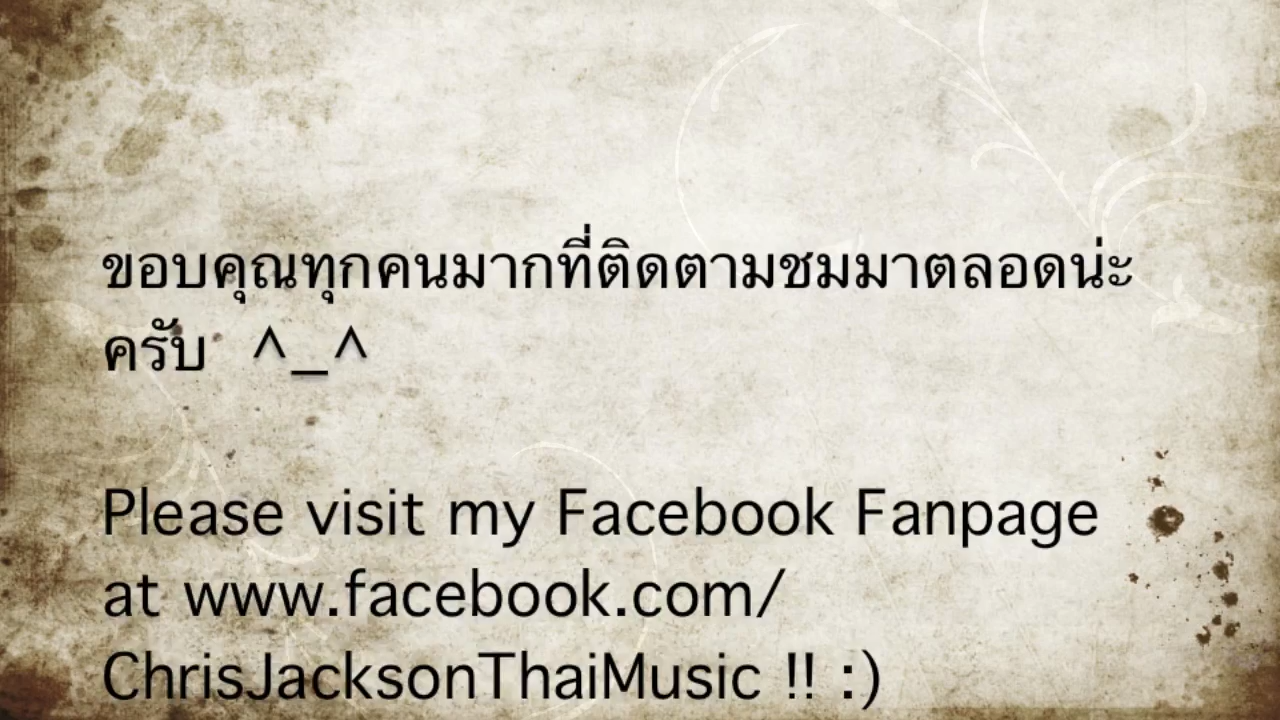 ขอบคุณทุกคนมากที่ติดตามชมมาตลอดน่ะ
ครับ ^_^
Please visit my Facebook Fanpage
at www.facebook.com/
ChrisJacksonThaiMusic !! :)